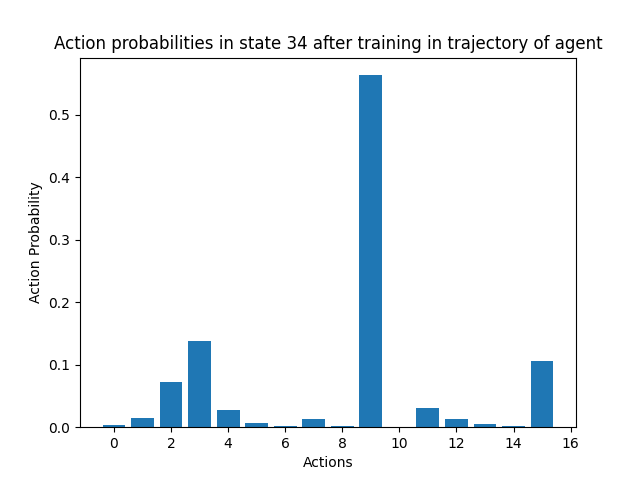 Action probabilities in state 34 after training in trajectory of agent
0.5
0.4
0.3
0.2
0.1
0.0
Action Probability
0 2 4 6 8 10 12 14 16
Actions